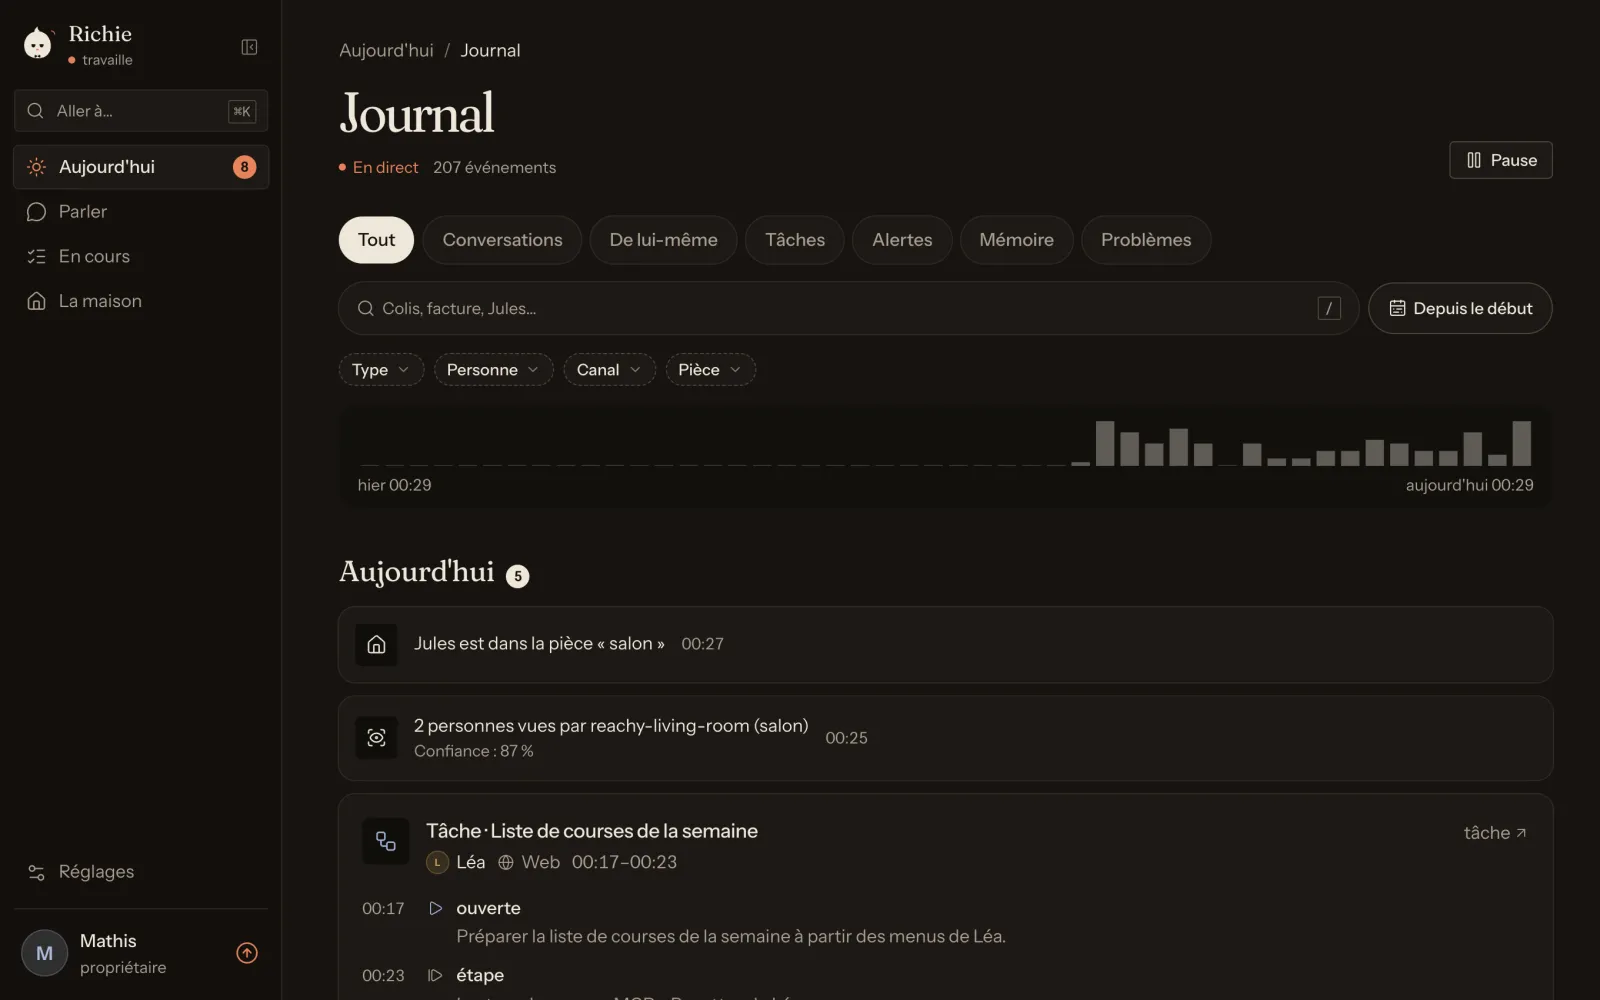 Richie
travaille
Aller à...
⌘K
Aujourd'hui
8
Parler
En cours
La maison
Réglages
M
Mathis
propriétaire
Aujourd'hui / Journal
Journal
En direct 207 événements
Pause
Tout
Conversations
De lui-même
Tâches
Alertes
Mémoire
Problèmes
Colis, facture, Jules...
/
Depuis le début
Type
Personne
Canal
Pièce
hier 00:29
aujourd'hui 00:29
Aujourd'hui 5
Jules est dans la pièce « salon » 00:27
2 personnes vues par reachy-living-room (salon)
Confiance : 87 %
00:25
Tâche · Liste de courses de la semaine
tâche
L Léa Web 00:17–00:23
00:17 ouverte
Préparer la liste de courses de la semaine à partir des menus de Léa.
00:23 étape